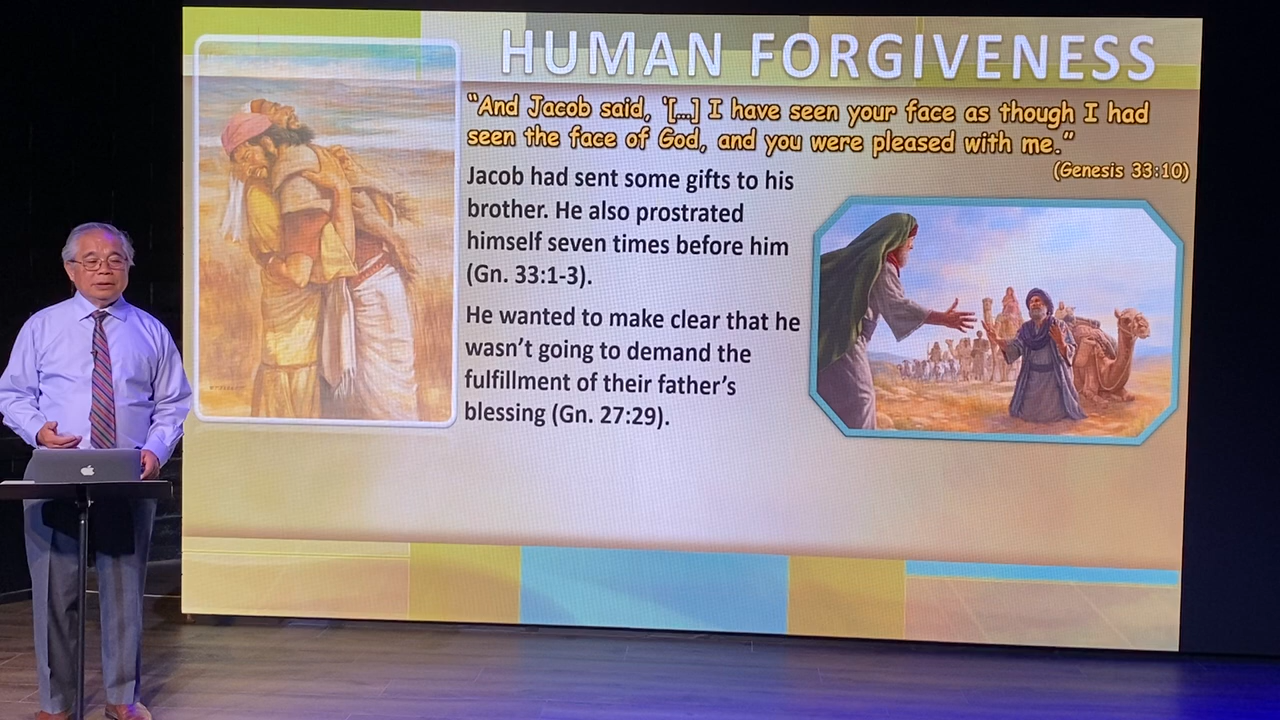 HUMAN FORGIVENESS
“And Jacob said, ‘[...] I have seen your face as though I had
seen the face of God, and you were pleased with me.”
(Genesis 33:10)
Jacob had sent some gifts to his
brother. He also prostrated
himself seven times before him
(Gn. 33:1-3).
He wanted to make clear that he
wasn’t going to demand the
fulfillment of their father’s
blessing (Gn. 27:29).